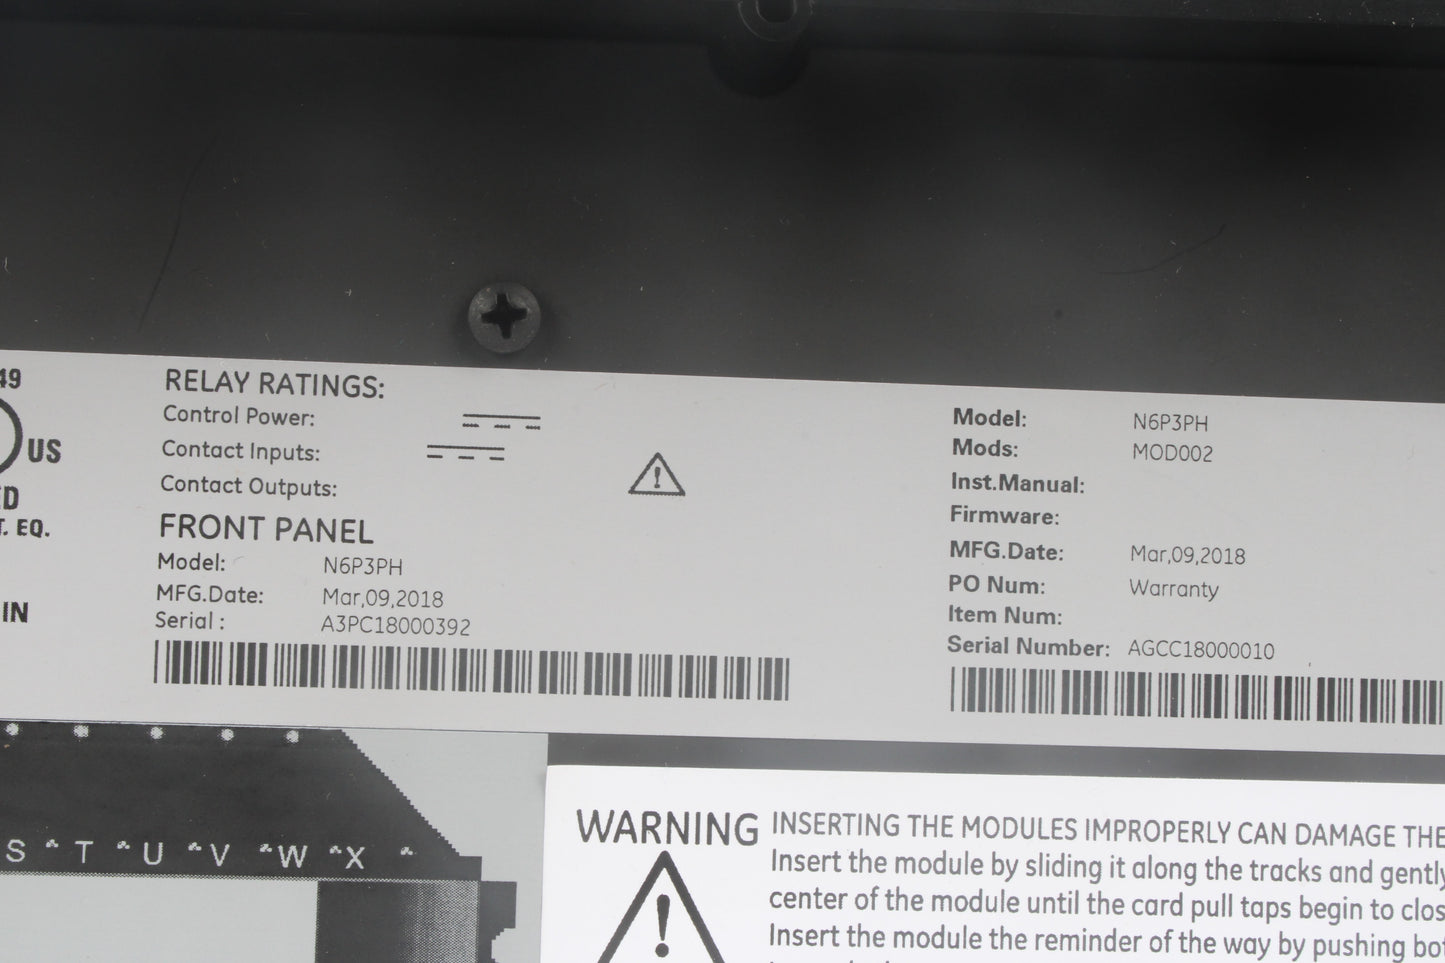 49
US
ED
T. EQ.
IN
RELAY RATINGS:
Control Power:
Contact Inputs:
Contact Outputs:
FRONT PANEL
Model: N6P3PH
MFG.Date: Mar,09,2018
Serial : A3PC18000392
Model: N6P3PH
Mods: MOD002
Inst.Manual:
Firmware:
MFG.Date: Mar,09,2018
PO Num: Warranty
Item Num:
Serial Number: AGCC18000010
S T U V W X
WARNING
INSERTING THE MODULES IMPROPERLY CAN DAMAGE THE
Insert the module by sliding it along the tracks and gently
center of the module until the card pull taps begin to clos
Insert the module the reminder of the way by pushing bot